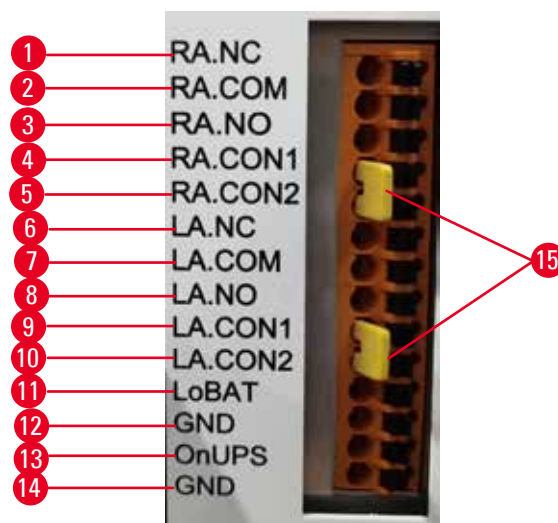 1 RA.NC
2 RA.COM
3 RA.NO
4 RA.CON1
5 RA.CON2
6 LA.NC
7 LA.COM
8 LA.NO
9 LA.CON1
10 LA.CON2
11 LoBAT
12 GND
13 OnUPS
14 GND
15